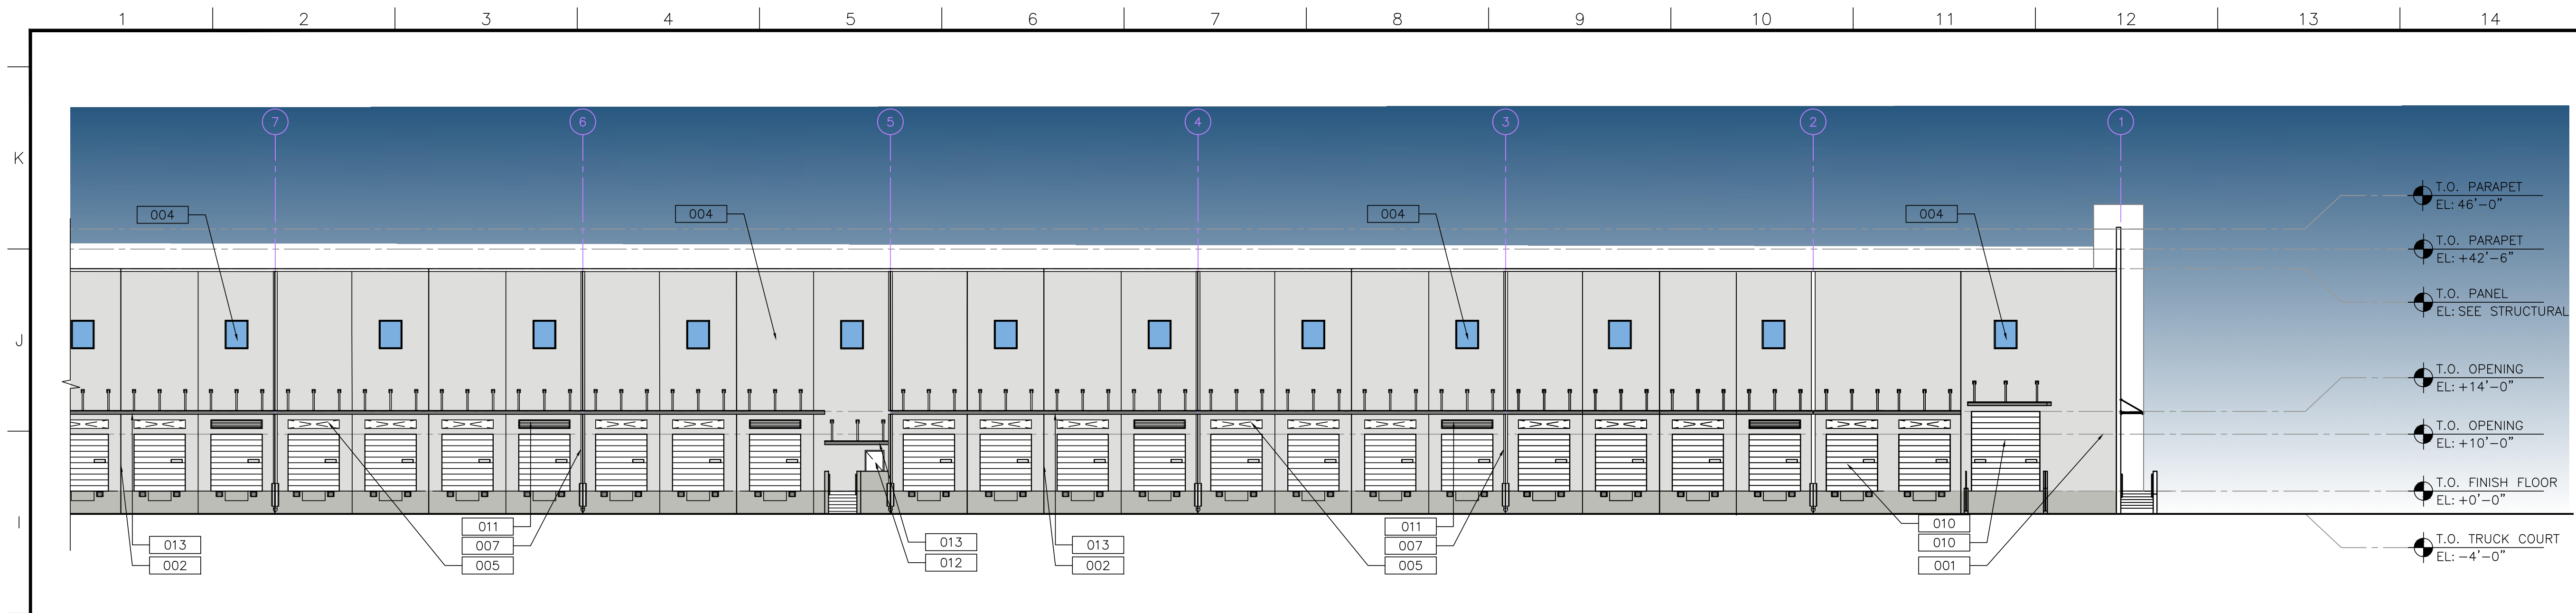 1 2 3 4 5 6 7 8 9 10 11 12 13 14
K
J
I
7 6 5 4 3 2 1
004 004 004 004
T.O. PARAPET
EL: 46'-0"
T.O. PARAPET
EL: +42'-6"
T.O. PANEL
EL: SEE STRUCTURAL
T.O. OPENING
EL: +14'-0"
T.O. OPENING
EL: +10'-0"
T.O. FINISH FLOOR
EL: +0'-0"
T.O. TRUCK COURT
EL: -4'-0"
013
002
011
007
005
013
012
013
002
011
007
005
010
010
001